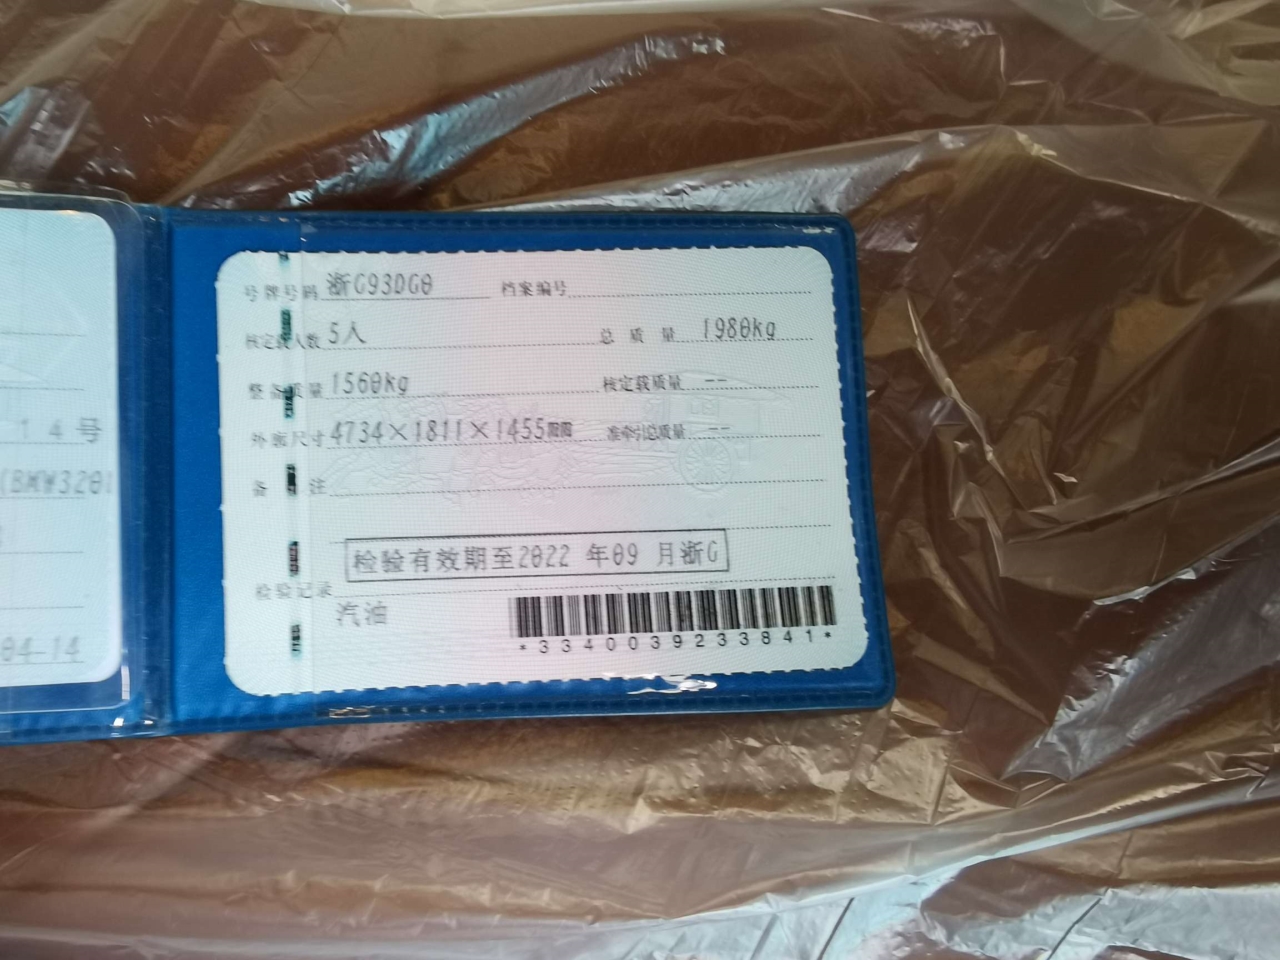 14号
(BMW320
04-14
号牌号码 浙G93DG0 档案编号
核定载人数 5人 总质量 1980kg
整备质量 1560kg 核定载质量 --
外廓尺寸 4734×1811×1455mm 准牵引总质量 --
备注
检验有效期至2022年09月浙G
检验记录
汽油
*3340039233841*